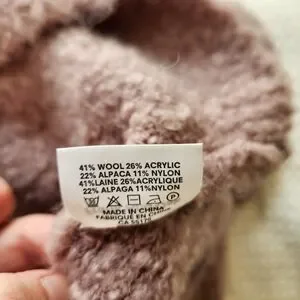 41% WOOL 26% ACRYLIC
22% ALPACA 11% NYLON
41%LAINE 26%ACRYLIQUE
22% ALPAGA 11%NYLON
MADE IN CHINA
FABRIQUÉ EN CHINE